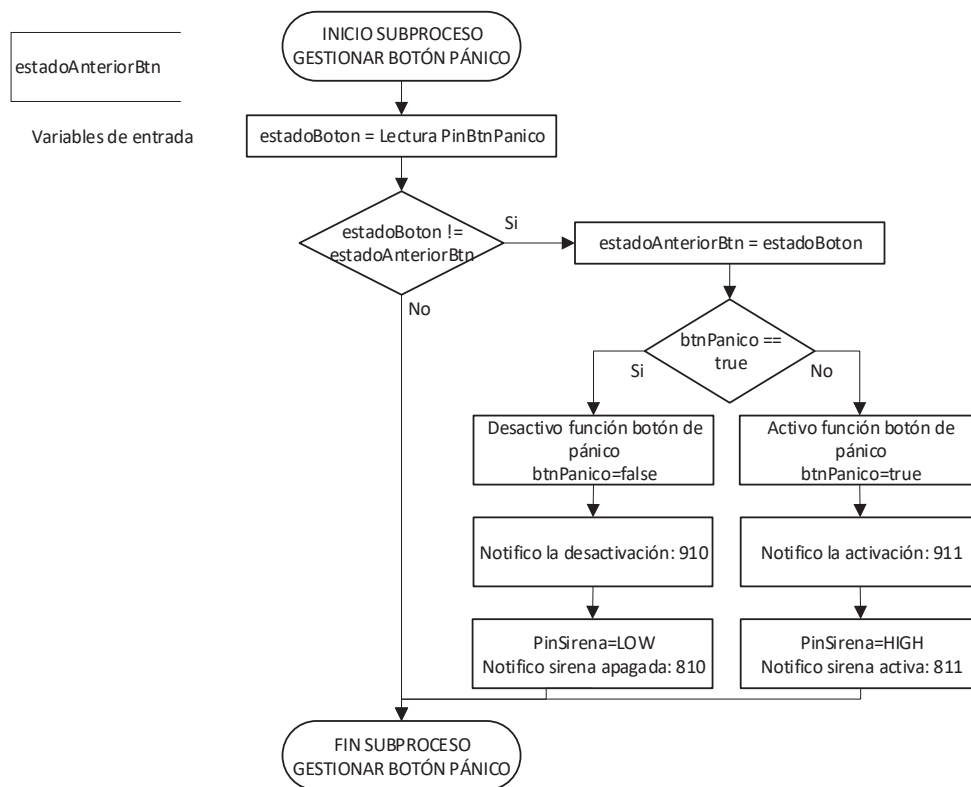 INICIO SUBPROCESO
GESTIONAR BOTÓN PÁNICO
estadoAnteriorBtn
Variables de entrada
estadoBoton = Lectura PinBtnPanico
estadoBoton !=
estadoAnteriorBtn
Si
No
estadoAnteriorBtn = estadoBoton
btnPanico ==
true
Si
No
Desactivo función botón de
pánico
btnPanico=false
Activo función botón de
pánico
btnPanico=true
Notifico la desactivación: 910
Notifico la activación: 911
PinSirena=LOW
Notifico sirena apagada: 810
PinSirena=HIGH
Notifico sirena activa: 811
FIN SUBPROCESO
GESTIONAR BOTÓN PÁNICO